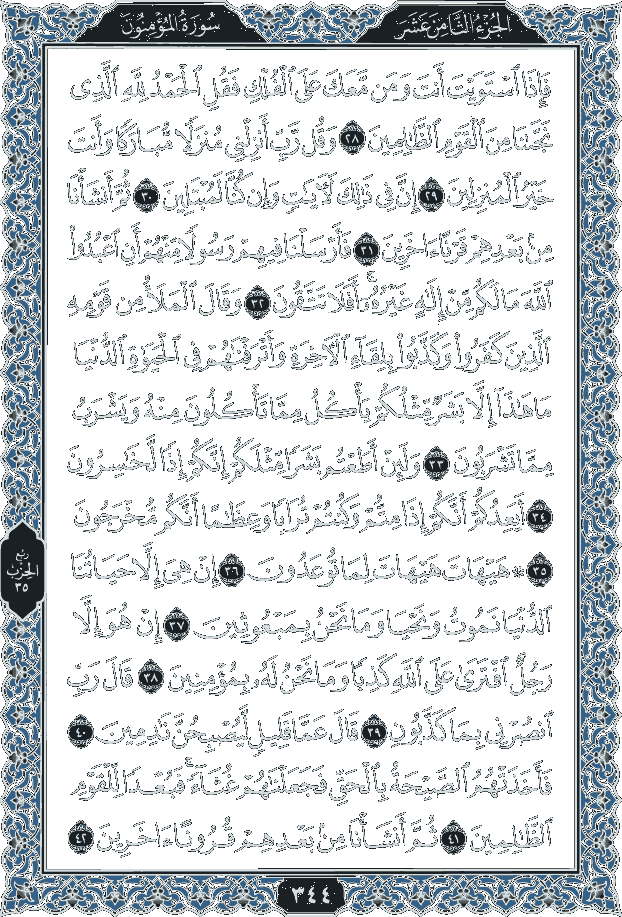 الجزء الثامن عشر
سورة المؤمنون
فَإِذَا ٱسْتَوَيْتَ أَنتَ وَمَن مَّعَكَ عَلَى ٱلْفُلْكِ فَقُلِ ٱلْحَمْدُ لِلَّهِ ٱلَّذِى
نَجَّىٰنَا مِنَ ٱلْقَوْمِ ٱلظَّٰلِمِينَ ٢٨ وَقُل رَّبِّ أَنزِلْنِى مُنزَلًا مُّبَارَكًا وَأَنتَ
خَيْرُ ٱلْمُنزِلِينَ ٢٩ إِنَّ فِى ذَٰلِكَ لَءَايَٰتٍ وَإِن كُنَّا لَمُبْتَلِينَ ٣٠ ثُمَّ أَنشَأْنَا
مِنۢ بَعْدِهِمْ قَرْنًا ءَاخَرِينَ ٣١ فَأَرْسَلْنَا فِيهِمْ رَسُولًا مِّنْهُمْ أَنِ ٱعْبُدُوا۟
ٱللَّهَ مَا لَكُم مِّنْ إِلَٰهٍ غَيْرُهُۥٓ أَفَلَا تَتَّقُونَ ٣٢ وَقَالَ ٱلْمَلَأُ مِن قَوْمِهِ
ٱلَّذِينَ كَفَرُوا۟ وَكَذَّبُوا۟ بِلِقَآءِ ٱلْءَاخِرَةِ وَأَتْرَفْنَٰهُمْ فِى ٱلْحَيَوٰةِ ٱلدُّنْيَا
مَا هَٰذَآ إِلَّا بَشَرٌ مِّثْلُكُمْ يَأْكُلُ مِمَّا تَأْكُلُونَ مِنْهُ وَيَشْرَبُ
مِمَّا تَشْرَبُونَ ٣٣ وَلَئِنْ أَطَعْتُم بَشَرًا مِّثْلَكُمْ إِنَّكُمْ إِذًا لَّخَٰسِرُونَ
٣٤ أَيَعِدُكُمْ أَنَّكُمْ إِذَا مِتُّمْ وَكُنتُمْ تُرَابًا وَعِظَٰمًا أَنَّكُم مُّخْرَجُونَ
٣٥ ۞ هَيْهَاتَ هَيْهَاتَ لِمَا تُوعَدُونَ ٣٦ إِنْ هِىَ إِلَّا حَيَاتُنَا
ٱلدُّنْيَا نَمُوتُ وَنَحْيَا وَمَا نَحْنُ بِمَبْعُوثِينَ ٣٧ إِنْ هُوَ إِلَّا
رَجُلٌ ٱفْتَرَىٰ عَلَى ٱللَّهِ كَذِبًا وَمَا نَحْنُ لَهُۥ بِمُؤْمِنِينَ ٣٨ قَالَ رَبِّ
ٱنصُرْنِى بِمَا كَذَّبُونِ ٣٩ قَالَ عَمَّا قَلِيلٍ لَّيُصْبِحُنَّ نَٰدِمِينَ ٤٠
فَأَخَذَتْهُمُ ٱلصَّيْحَةُ بِٱلْحَقِّ فَجَعَلْنَٰهُمْ غُثَآءً فَبُعْدًا لِّلْقَوْمِ
ٱلظَّٰلِمِينَ ٤١ ثُمَّ أَنشَأْنَا مِنۢ بَعْدِهِمْ قُرُونًا ءَاخَرِينَ ٤٢
ربع
الحزب
٣٥
٣٤٤